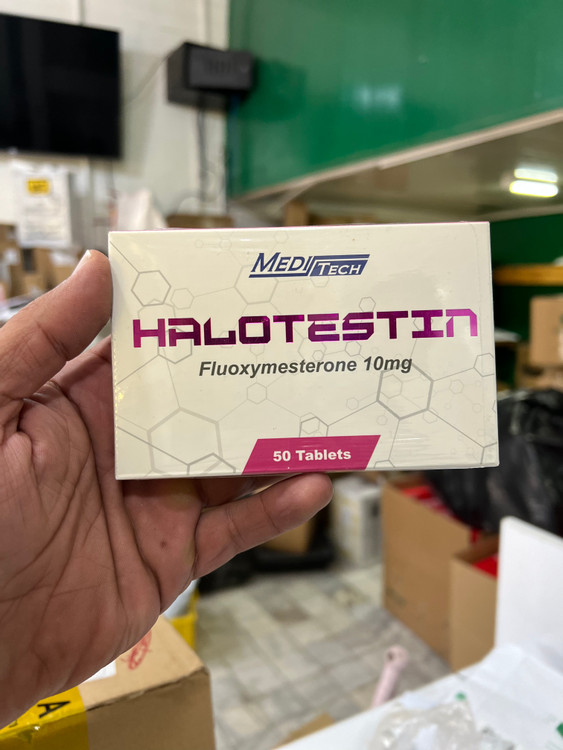 MEDITECH
HALOTESTIN
Fluoxymesterone 10mg
50 Tablets
A